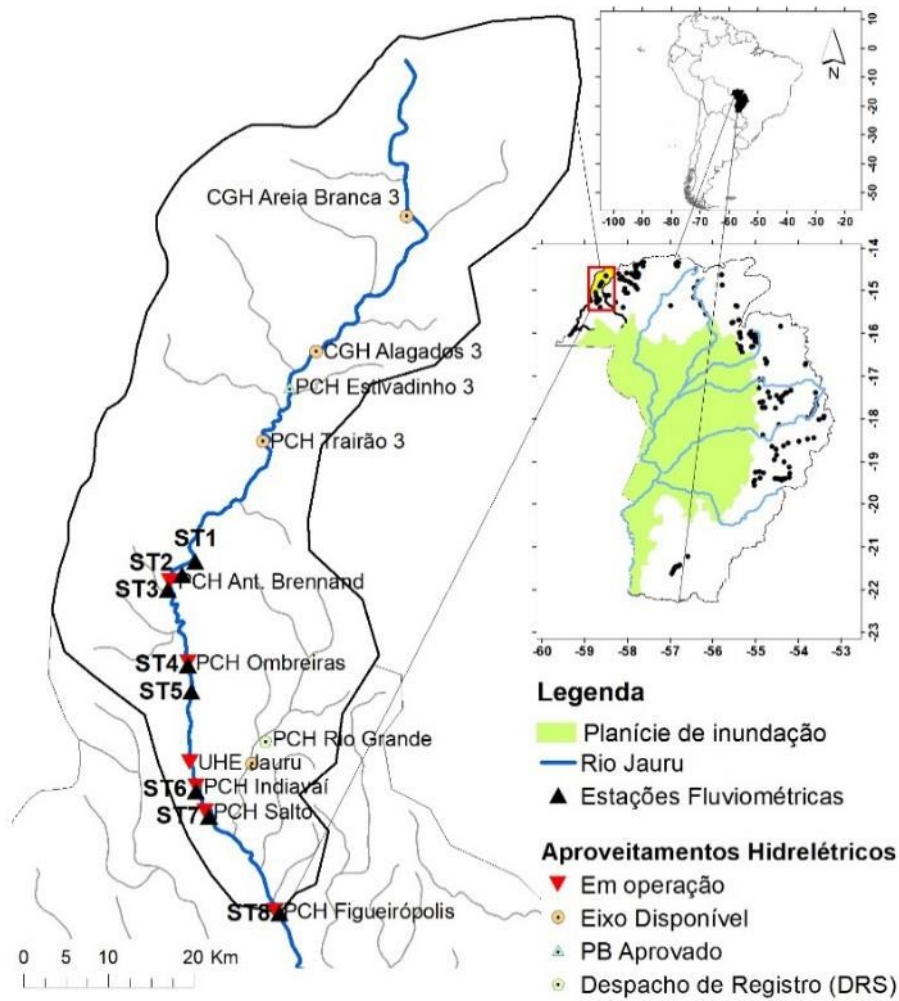 CGH Areia Branca 3
CGH Alagados 3
PCH Estivadinho 3
PCH Trairão 3
ST1
ST2
PCH Ant. Brennand
ST3
ST4
PCH Ombreiras
ST5
PCH Rio Grande
UHE Jauru
ST6
PCH Indiavaí
ST7
PCH Salto
ST8
PCH Figueirópolis
0 5 10 20 Km
N
10
0
-10
-20
-30
-40
-50
-100 -80 -70 -60 -40 -20
-14
-15
-16
-17
-18
-19
-20
-21
-22
-23
-60 -59 -58 -57 -56 -55 -54 -53
Legenda
Planície de inundação
Rio Jauru
Estações Fluviométricas
Aproveitamentos Hidrelétricos
Em operação
Eixo Disponível
PB Aprovado
Despacho de Registro (DRS)